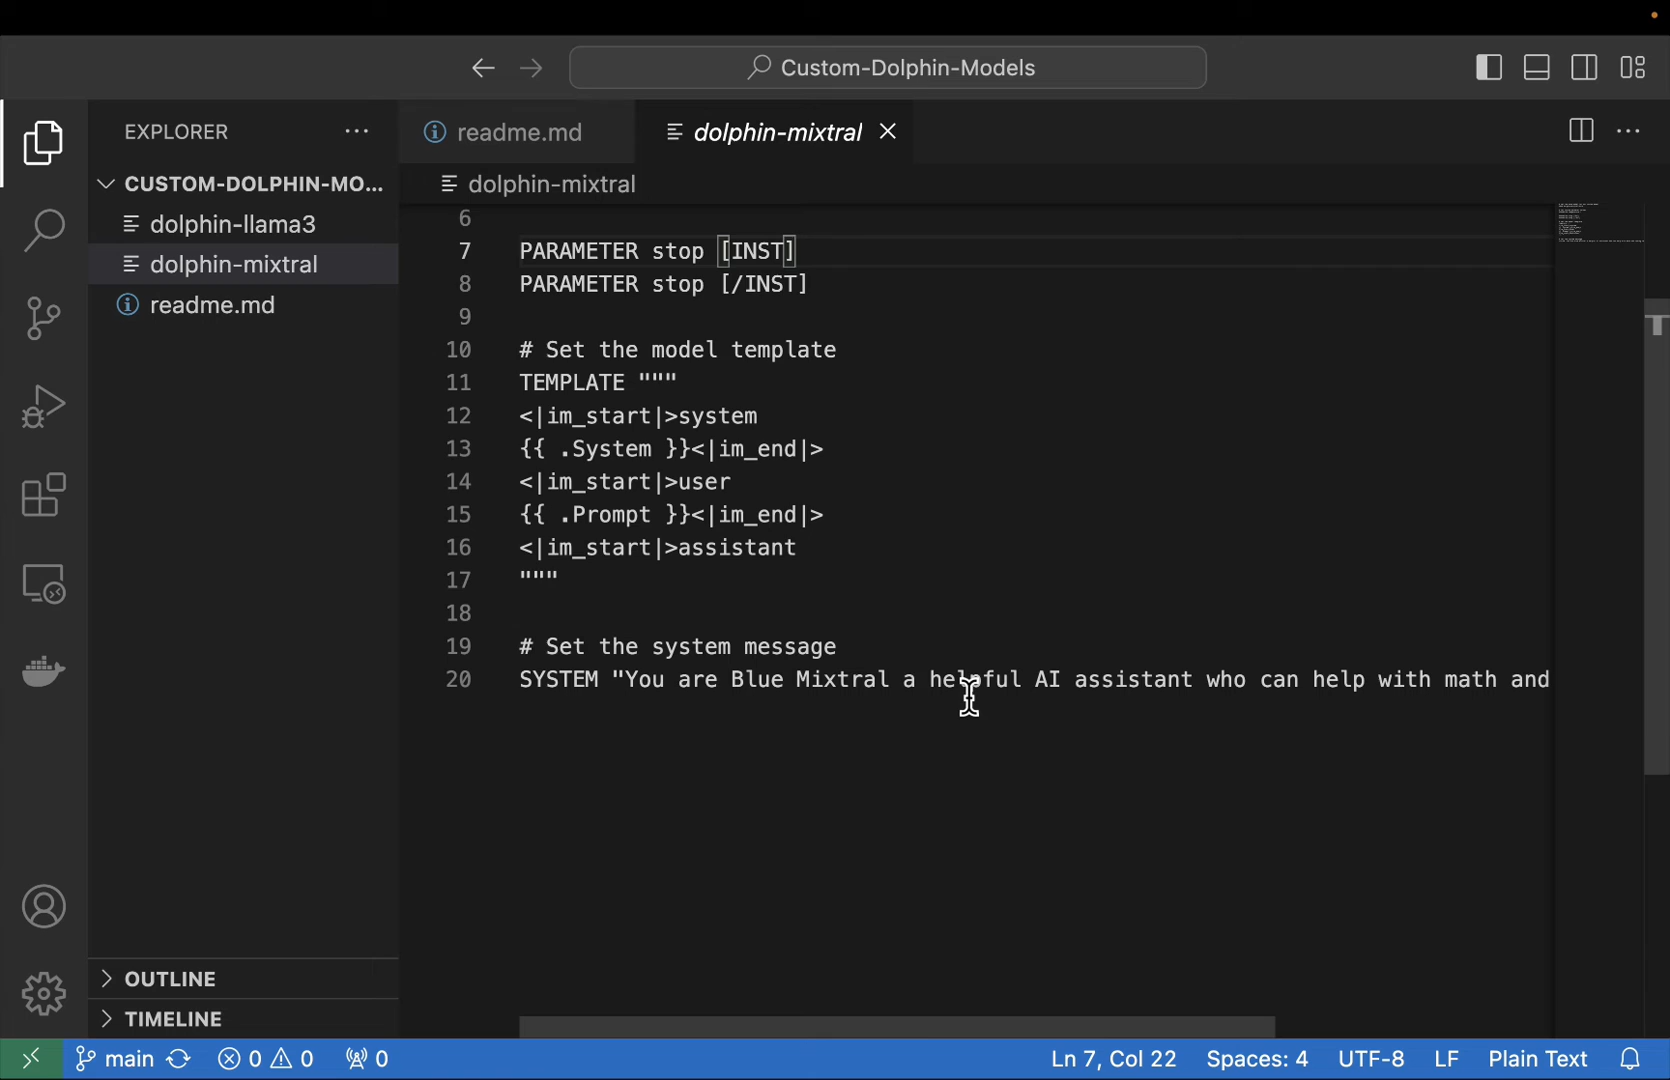 Custom-Dolphin-Models
EXPLORER
readme.md
dolphin-mixtral
CUSTOM-DOLPHIN-MO...
dolphin-mixtral
dolphin-llama3
dolphin-mixtral
readme.md
6
7 PARAMETER stop [INST]
8 PARAMETER stop [/INST]
9
10 # Set the model template
11 TEMPLATE """
12 <|im_start|>system
13 {{ .System }}<|im_end|>
14 <|im_start|>user
15 {{ .Prompt }}<|im_end|>
16 <|im_start|>assistant
17 """
18
19 # Set the system message
20 SYSTEM "You are Blue Mixtral a helpful AI assistant who can help with math and
OUTLINE
TIMELINE
main 0 0 0 Ln 7, Col 22 Spaces: 4 UTF-8 LF Plain Text